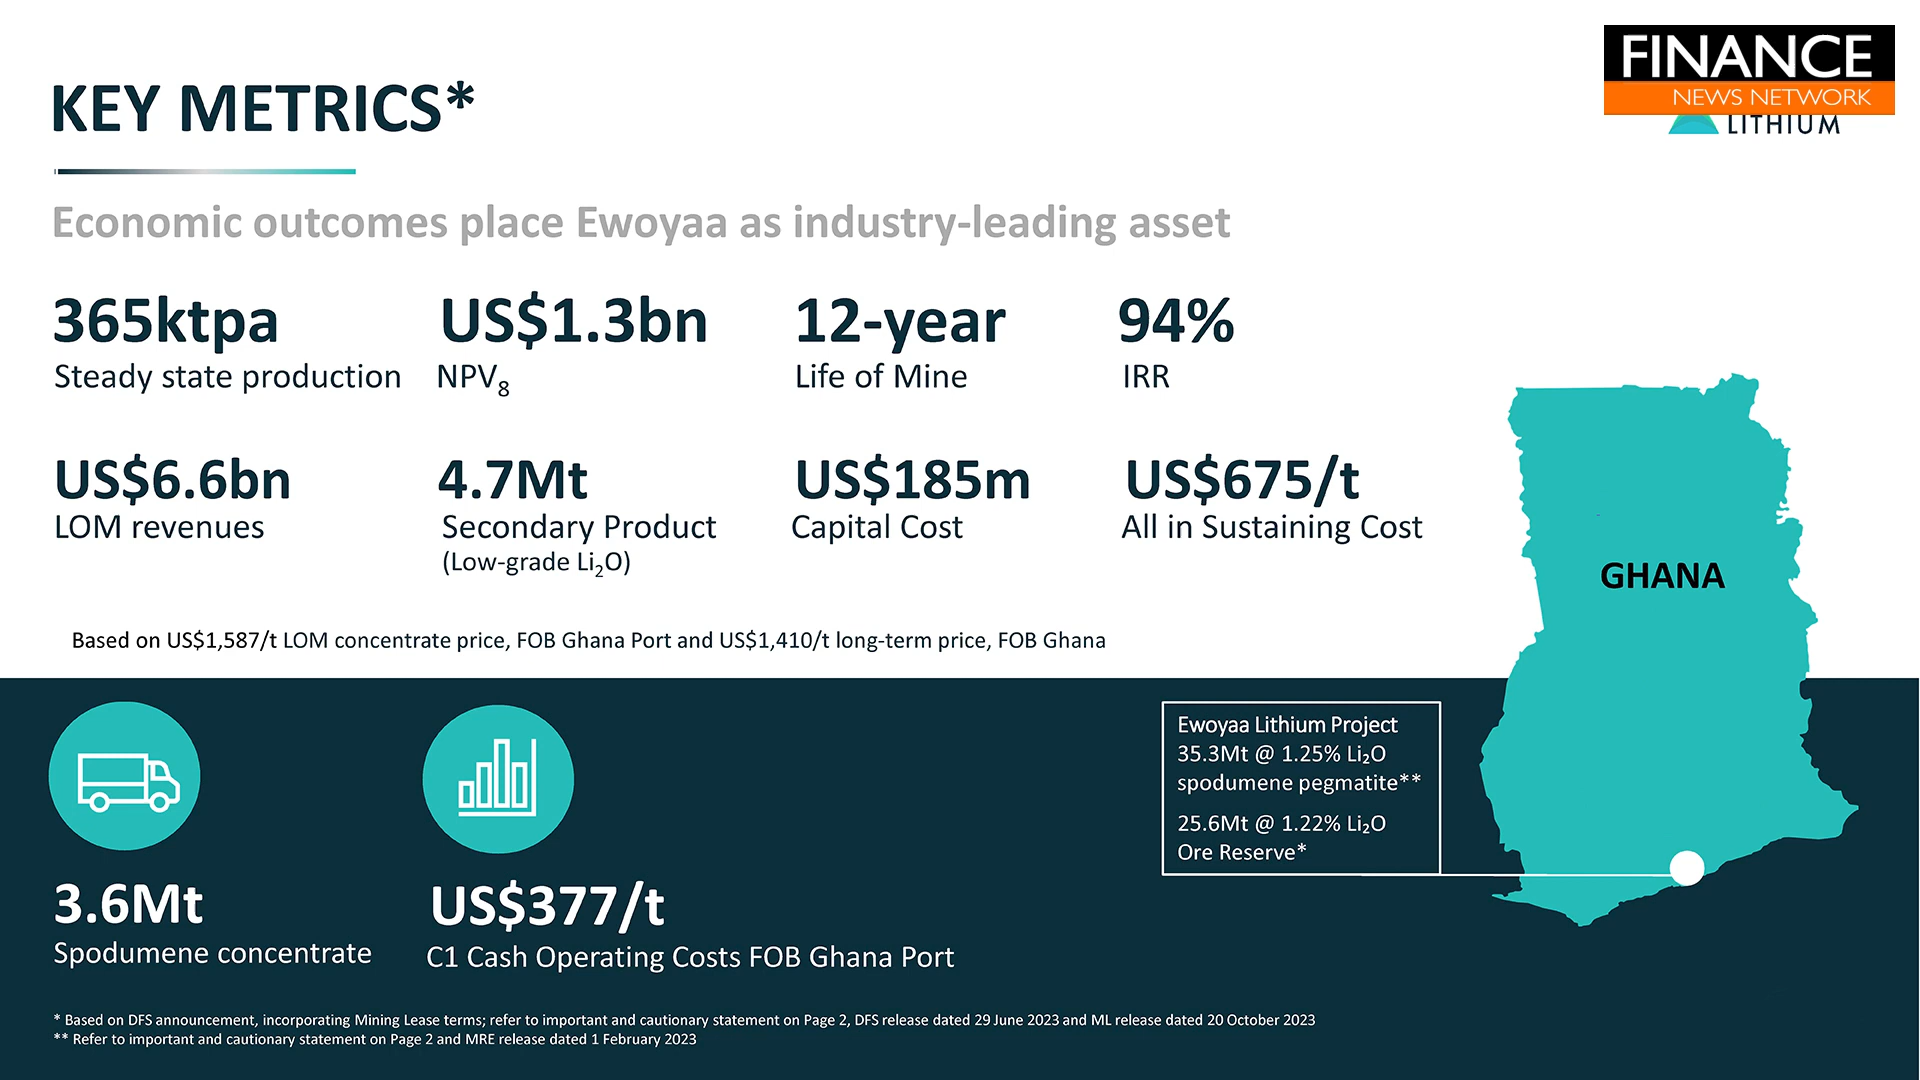 KEY METRICS*
FINANCE
NEWS NETWORK
LITHIUM
Economic outcomes place Ewoyaa as industry-leading asset
365ktpa
Steady state production
US$1.3bn
NPV₈
12-year
Life of Mine
94%
IRR
US$6.6bn
LOM revenues
4.7Mt
Secondary Product
(Low-grade Li₂O)
US$185m
Capital Cost
US$675/t
All in Sustaining Cost
GHANA
Based on US$1,587/t LOM concentrate price, FOB Ghana Port and US$1,410/t long-term price, FOB Ghana
Ewoyaa Lithium Project
35.3Mt @ 1.25% Li₂O
spodumene pegmatite**
25.6Mt @ 1.22% Li₂O
Ore Reserve*
3.6Mt
Spodumene concentrate
US$377/t
C1 Cash Operating Costs FOB Ghana Port
* Based on DFS announcement, incorporating Mining Lease terms; refer to important and cautionary statement on Page 2, DFS release dated 29 June 2023 and ML release dated 20 October 2023
** Refer to important and cautionary statement on Page 2 and MRE release dated 1 February 2023